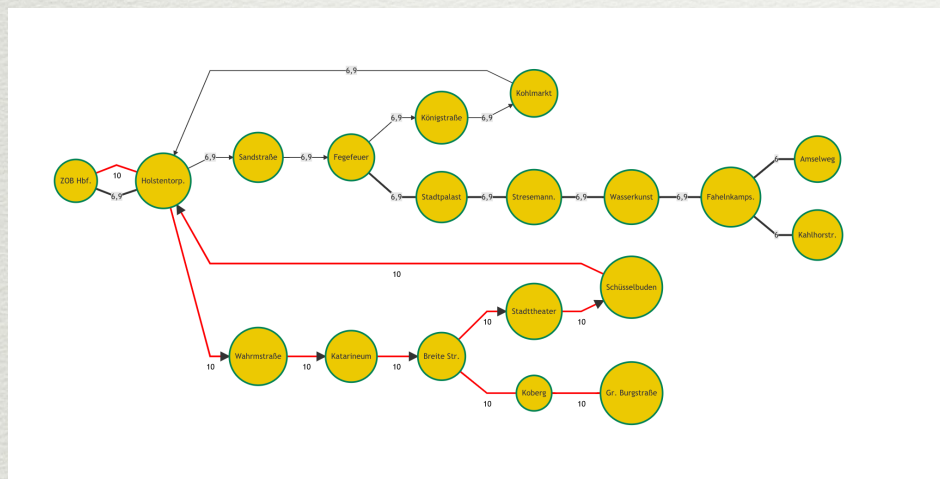 6,9
Kohlmarkt
6,9
Königstraße
6,9
6,9
Sandstraße
6,9
Fegefeuer
Amselweg
6
ZOB Hbf.
10
6,9
Holstentorp.
6,9
Stadtpalast
6,9
Stresemann.
6,9
Wasserkunst
6,9
Fahelnkamps.
6
Kahlhorstr.
10
Schüsselbuden
10
Stadttheater
10
10
Wahrmstraße
10
Katarineum
10
Breite Str.
10
Koberg
10
Gr. Burgstraße